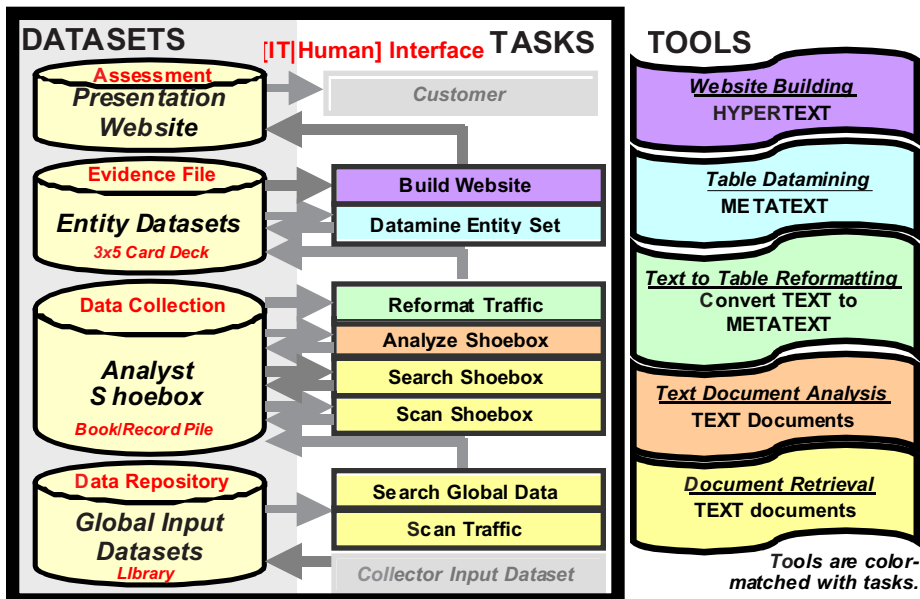 DATASETS
[IT|Human] Interface
TASKS
TOOLS
Assessment
Presentation
Website
Customer
Evidence File
Entity Datasets
3x5 Card Deck
Build Website
Datamine Entity Set
Data Collection
Analyst
Shoebox
Book/Record Pile
Reformat Traffic
Analyze Shoebox
Search Shoebox
Scan Shoebox
Data Repository
Global Input
Datasets
LIbrary
Search Global Data
Scan Traffic
Collector Input Dataset
Website Building
HYPERTEXT
Table Datamining
METATEXT
Text to Table Reformatting
Convert TEXT to
METATEXT
Text Document Analysis
TEXT Documents
Document Retrieval
TEXT documents
Tools are color-
matched with tasks.